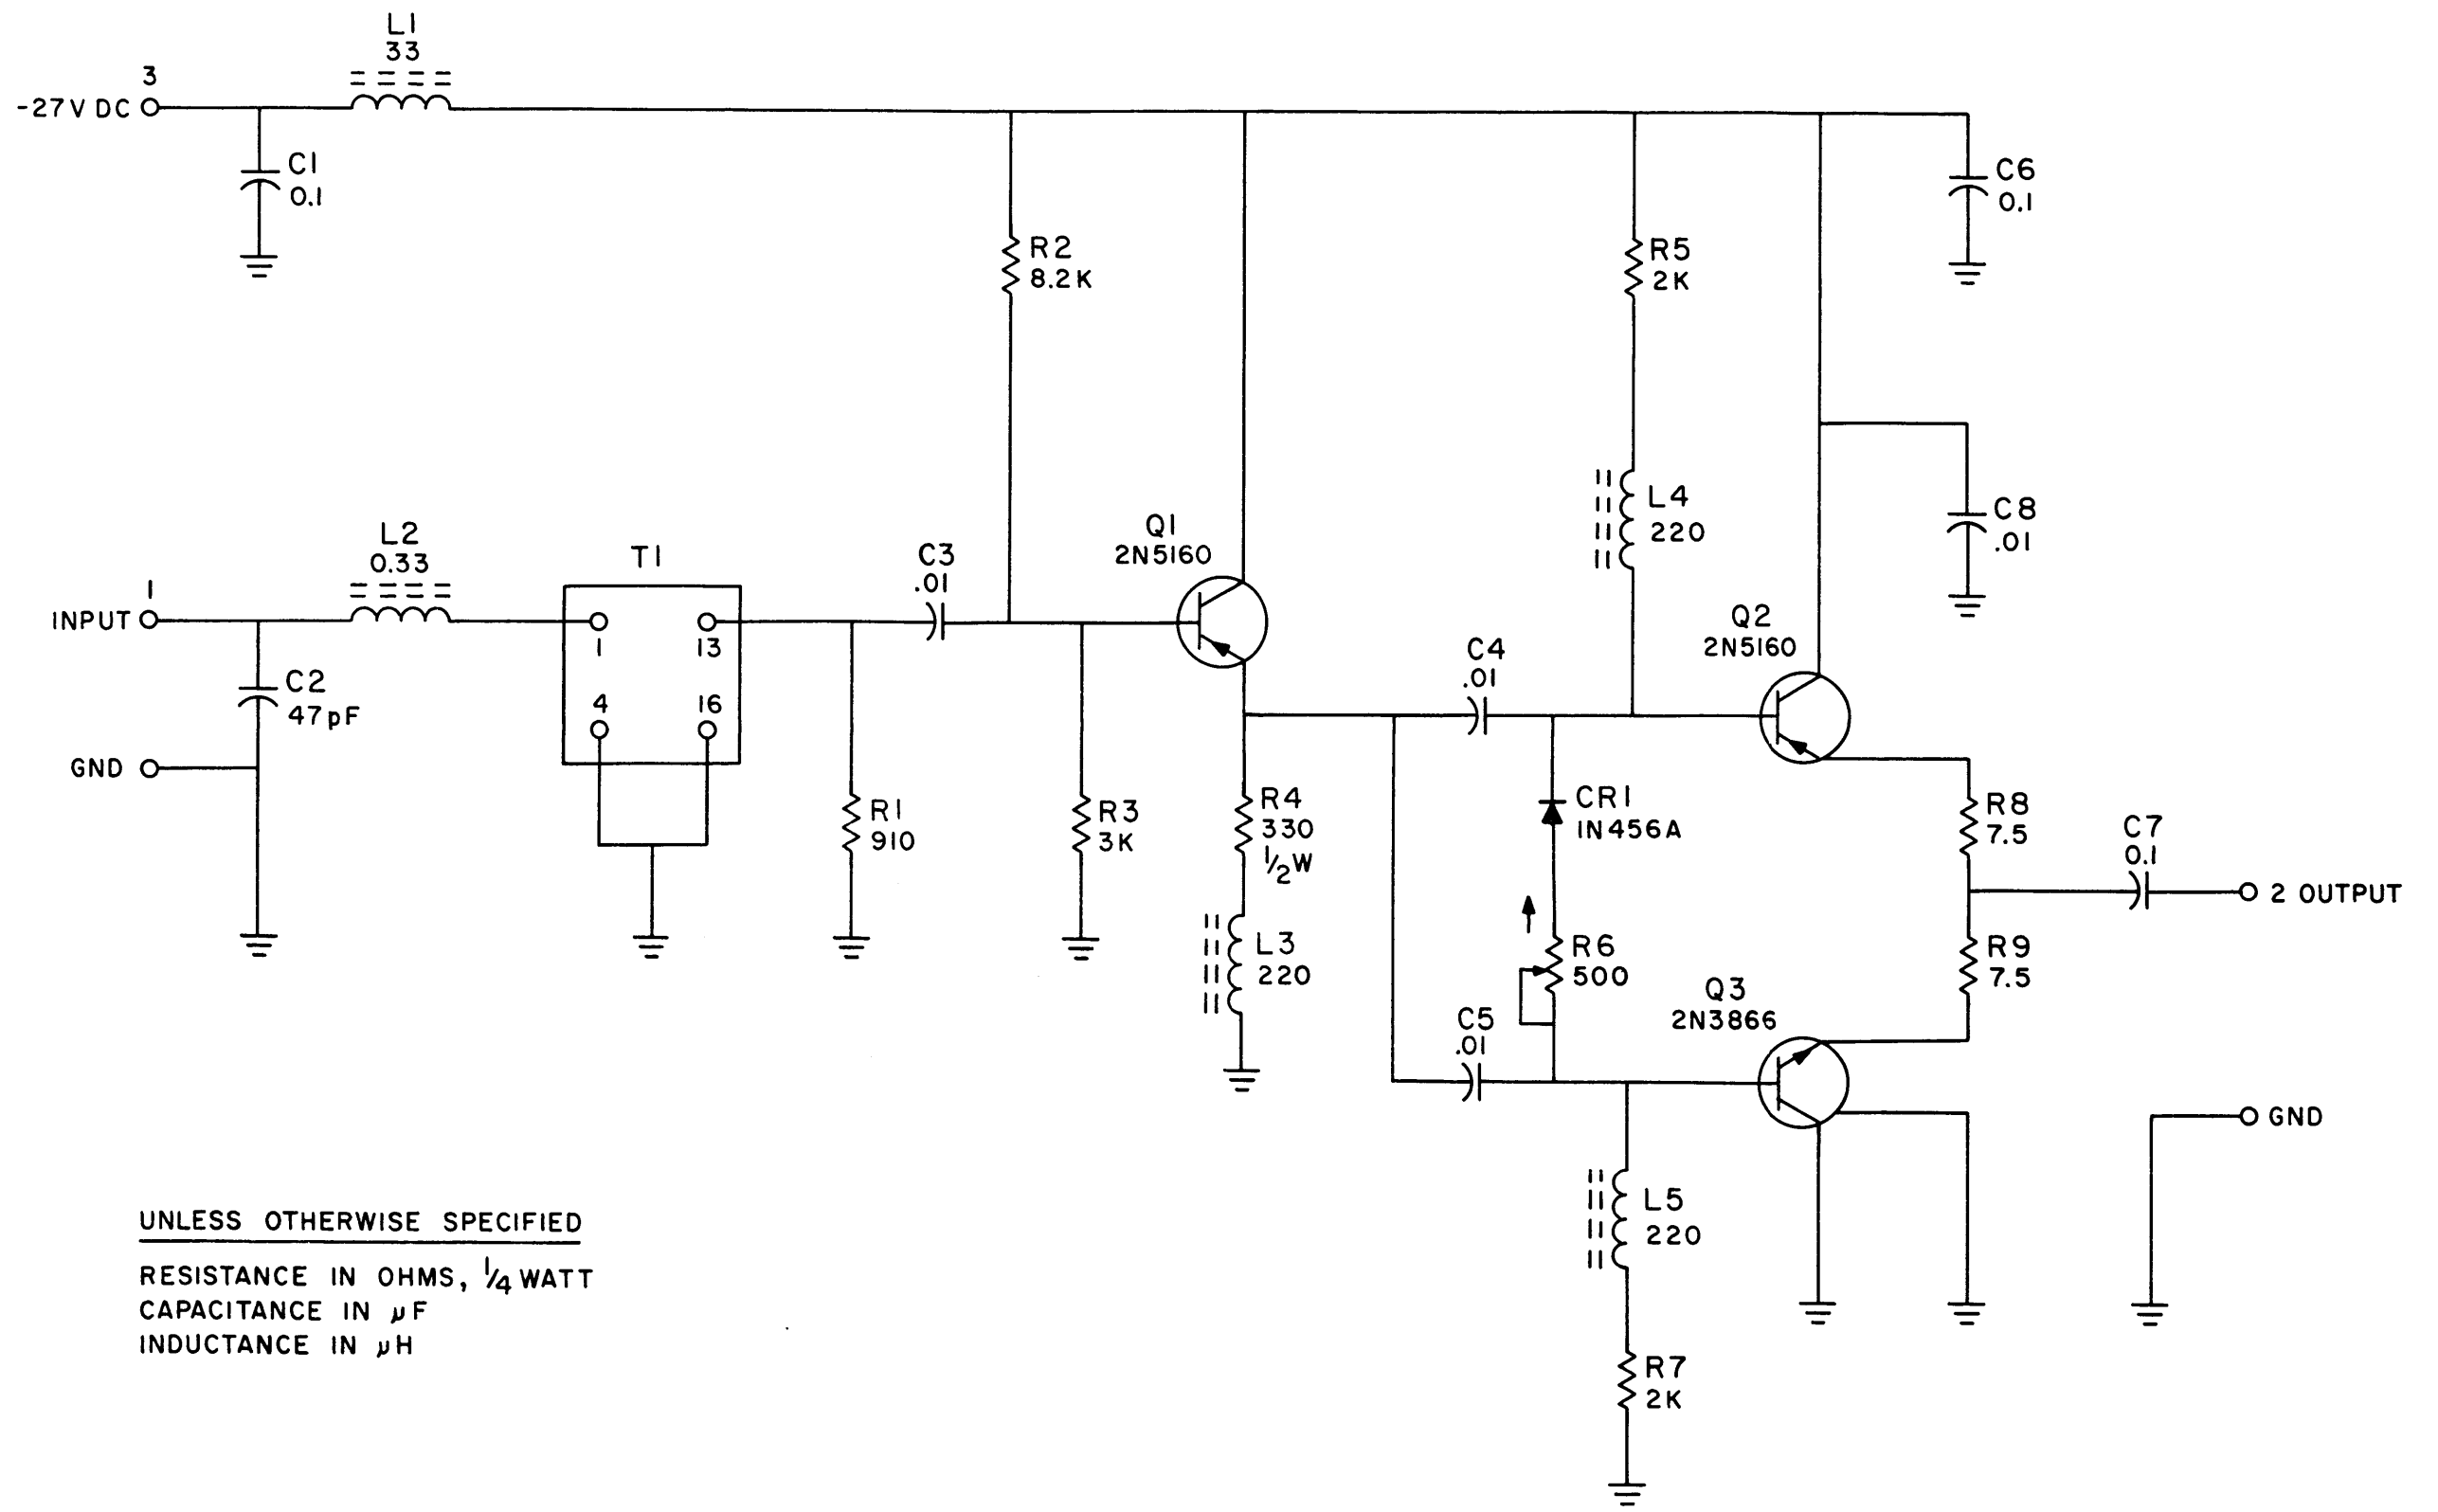 L1
33
3
-27V DC
C1
0.1
C6
0.1
R2
8.2K
R5
2K
L4
220
C8
.01
Q1
2N5160
L2
0.33
T1
C3
.01
1
INPUT
1
13
4
16
C2
47pF
GND
Q2
2N5160
C4
.01
R1
910
R3
3K
R4
330
1/2W
CR1
1N456A
R8
7.5
C7
0.1
2 OUTPUT
L3
220
R6
500
R9
7.5
Q3
2N3866
C5
.01
GND
L5
220
R7
2K
UNLESS OTHERWISE SPECIFIED
RESISTANCE IN OHMS, 1/4 WATT
CAPACITANCE IN µF
INDUCTANCE IN µH